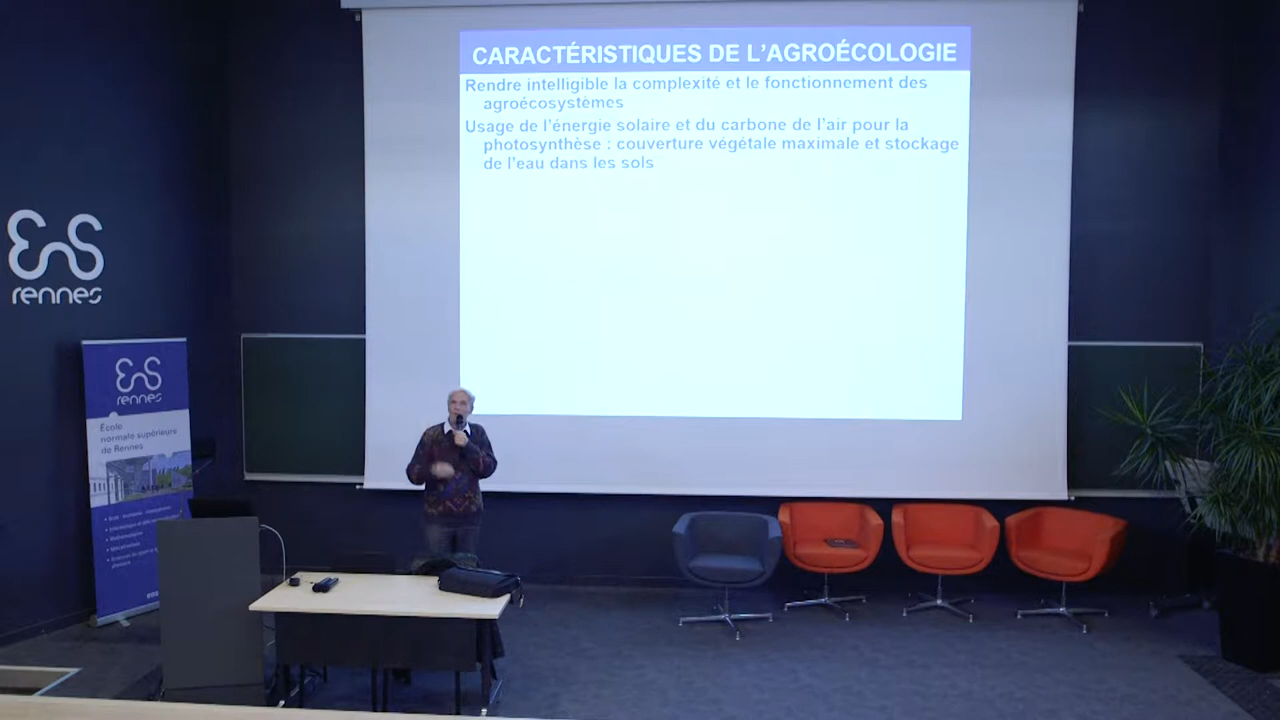 CARACTÉRISTIQUES DE L'AGROÉCOLOGIE
Rendre intelligible la complexité et le fonctionnement des
agroécosystèmes
Usage de l'énergie solaire et du carbone de l'air pour la
photosynthèse : couverture végétale maximale et stockage
de l'eau dans les sols
ENS
rennes
ENS
rennes
École
normale supérieure
de Rennes